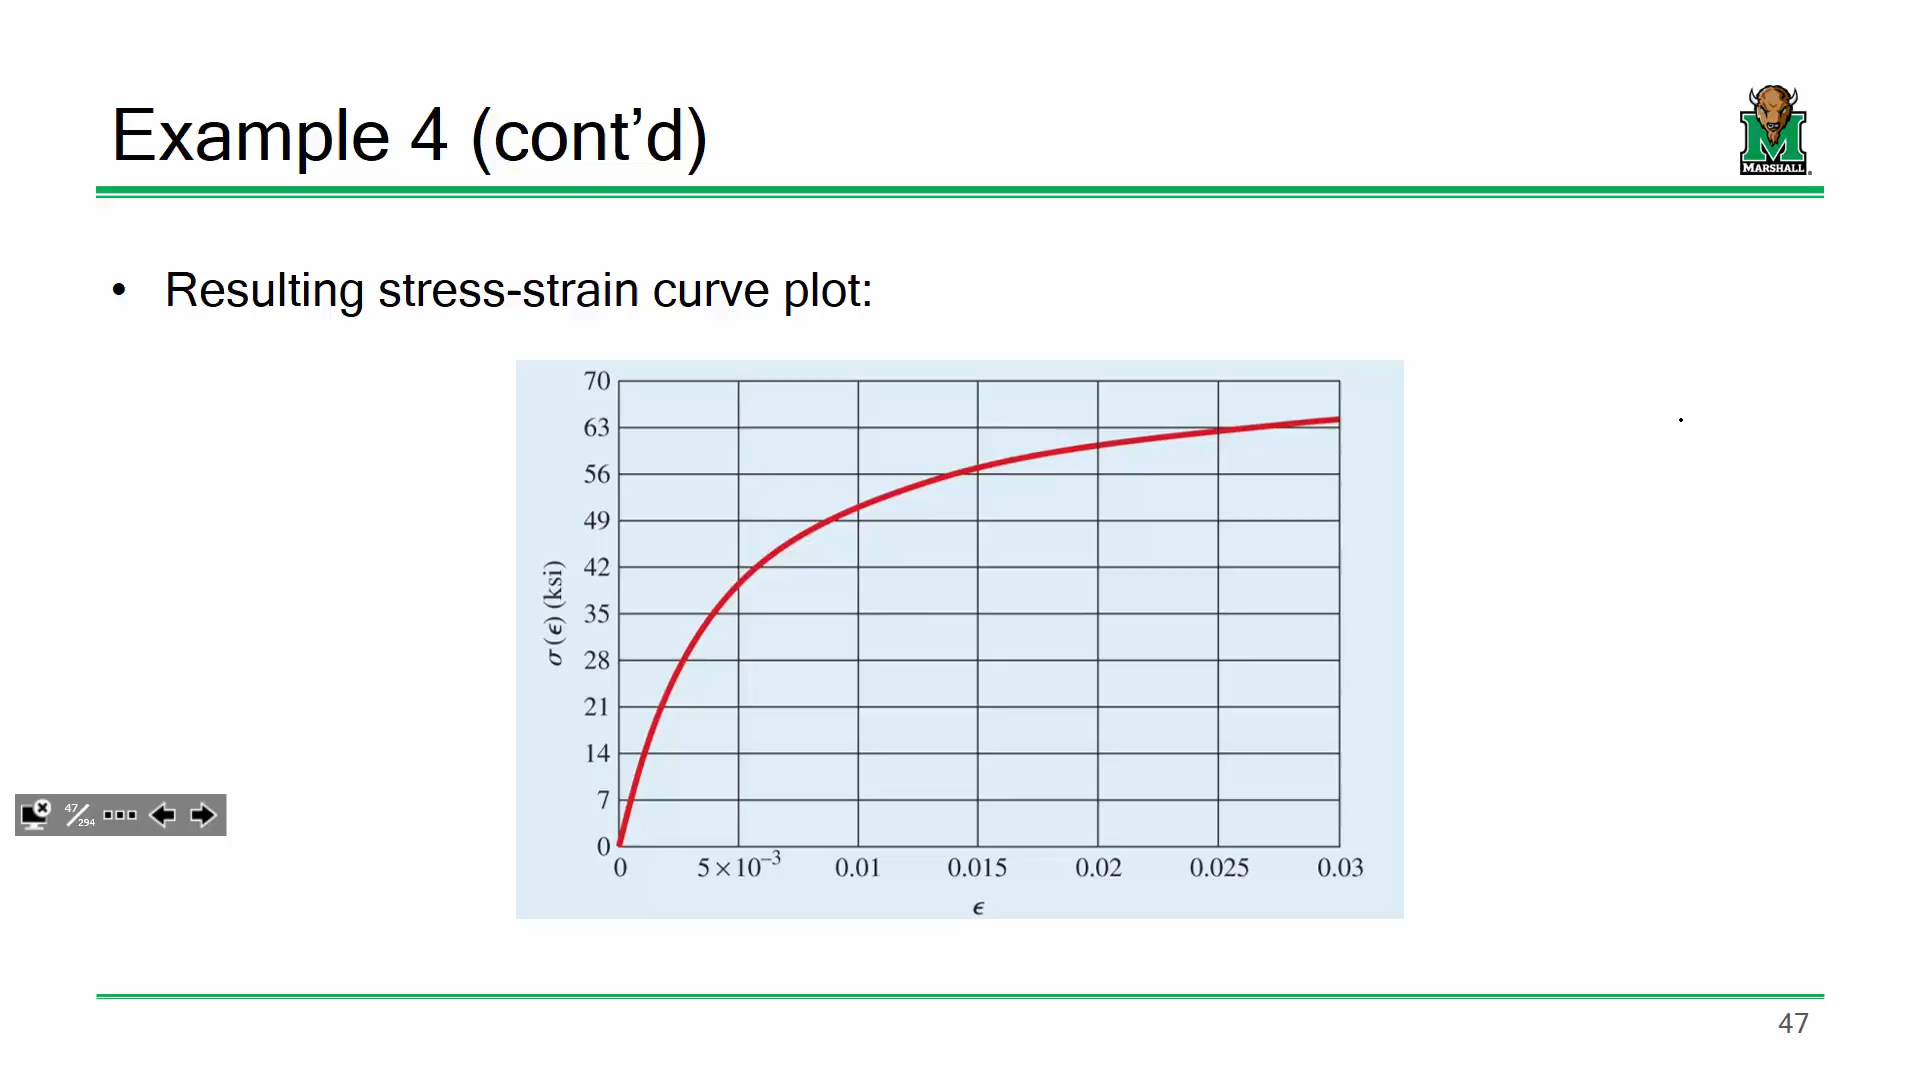 Example 4 (cont’d)
MARSHALL
• Resulting stress-strain curve plot:
70
63
56
49
42
35
28
21
14
7
0
σ(ϵ) (ksi)
0 5×10⁻³ 0.01 0.015 0.02 0.025 0.03
ϵ
47/294
47